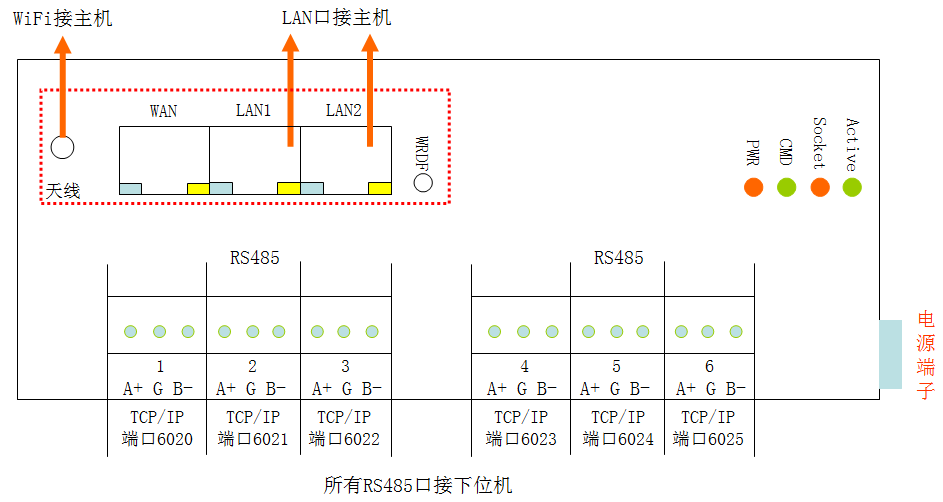 WiFi接主机
LAN口接主机
WAN
LAN1
LAN2
天线
WRDF
PWR
CMD
Socket
Active
RS485
RS485
1
2
3
4
5
6
A+ G B-
A+ G B-
A+ G B-
A+ G B-
A+ G B-
A+ G B-
TCP/IP
端口6020
TCP/IP
端口6021
TCP/IP
端口6022
TCP/IP
端口6023
TCP/IP
端口6024
TCP/IP
端口6025
电源端子
所有RS485口接下位机